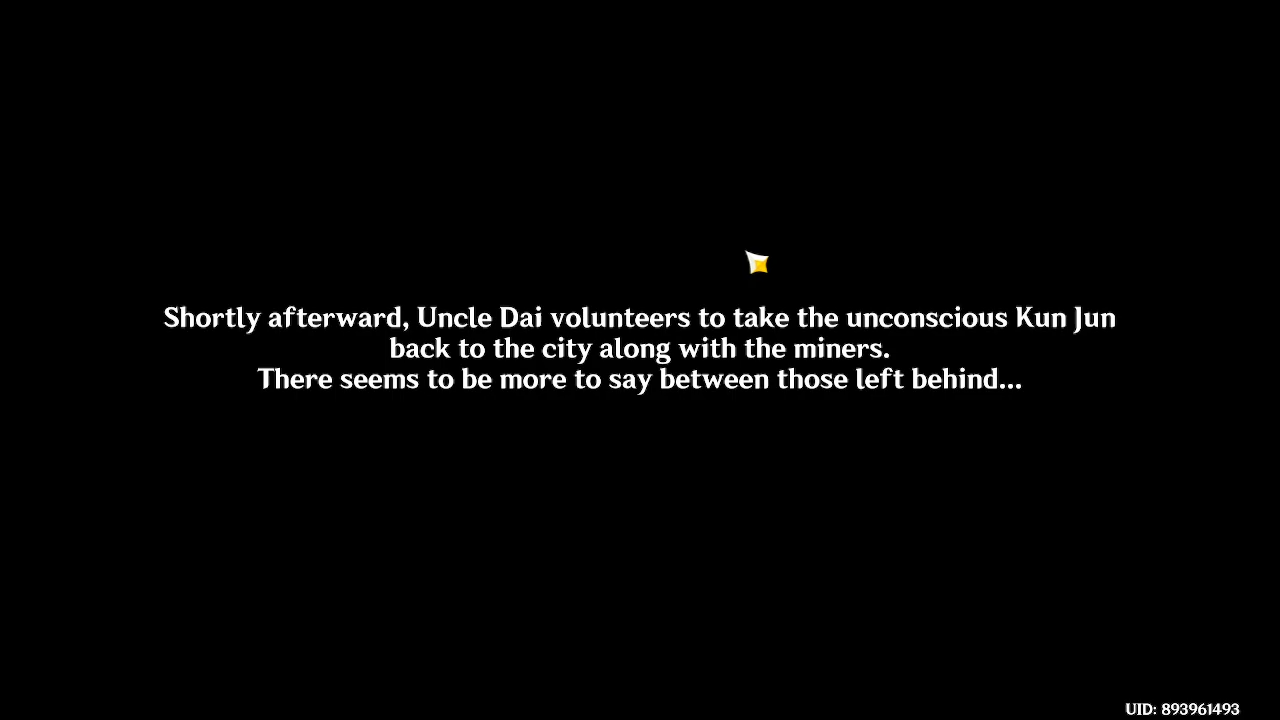 Shortly afterward, Uncle Dai volunteers to take the unconscious Kun Jun
back to the city along with the miners.
There seems to be more to say between those left behind...
UID: 893961493